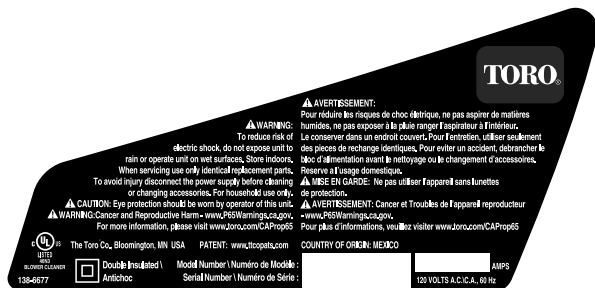 TORO
WARNING:
To reduce risk of
electric shock, do not expose unit to
rain or operate unit on wet surfaces. Store indoors.
When servicing use only identical replacement parts.
To avoid injury disconnect the power supply before cleaning
or changing accessories. For household use only.
CAUTION: Eye protection should be worn by operator of this unit.
WARNING:Cancer and Reproductive Harm - www.P65Warnings.ca.gov.
For more information, please visit www.toro.com/CAProp65
AVERTISSEMENT:
Pour réduire les risques de choc életrique, ne pas aspirer de matières
humides, ne pas exposer à la pluie ranger l'aspirateur à l'intérieur.
Le conserver dans un endroit couvert. Pour l'entretien, utiliser seulement
des pieces de rechange identiques. Pour eviter un accident, debrancher le
bloc d'alimentation avant le nettoyage ou le changement d'accessoires.
Reserve a l'usage domestique.
MISE EN GARDE: Ne pas utiliser l'appareil sans lunettes
de protection.
AVERTISSEMENT: Cancer et Troubles de l'appareil reproducteur
- www.P65Warnings.ca.gov.
Pour plus d'informations, veuillez visiter www.toro.com/CAProp65
C UL US
LISTED
46N3
BLOWER CLEANER
138-6677
The Toro Co., Bloomington, MN USA PATENT: www.ttcopats.com
COUNTRY OF ORIGIN: MEXICO
Double Insulated \
Antichoc
Model Number \ Numéro de Modèle :
Serial Number \ Numéro de Série :
AMPS
120 VOLTS A.C.\C.A., 60 Hz